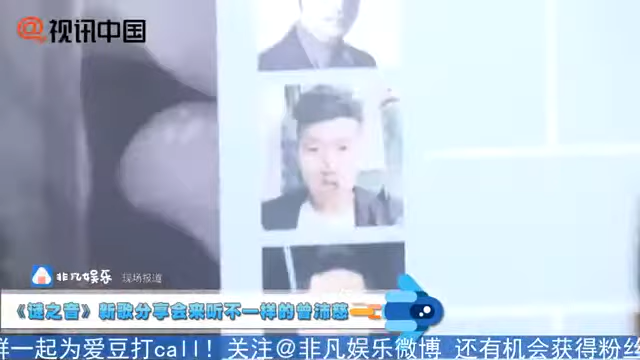 @视讯中国
非凡娱乐 现场报道
《谜之音》新歌分享会来听不一样的曾沛慈
群一起为爱豆打call! 关注@非凡娱乐微博 还有机会获得粉丝